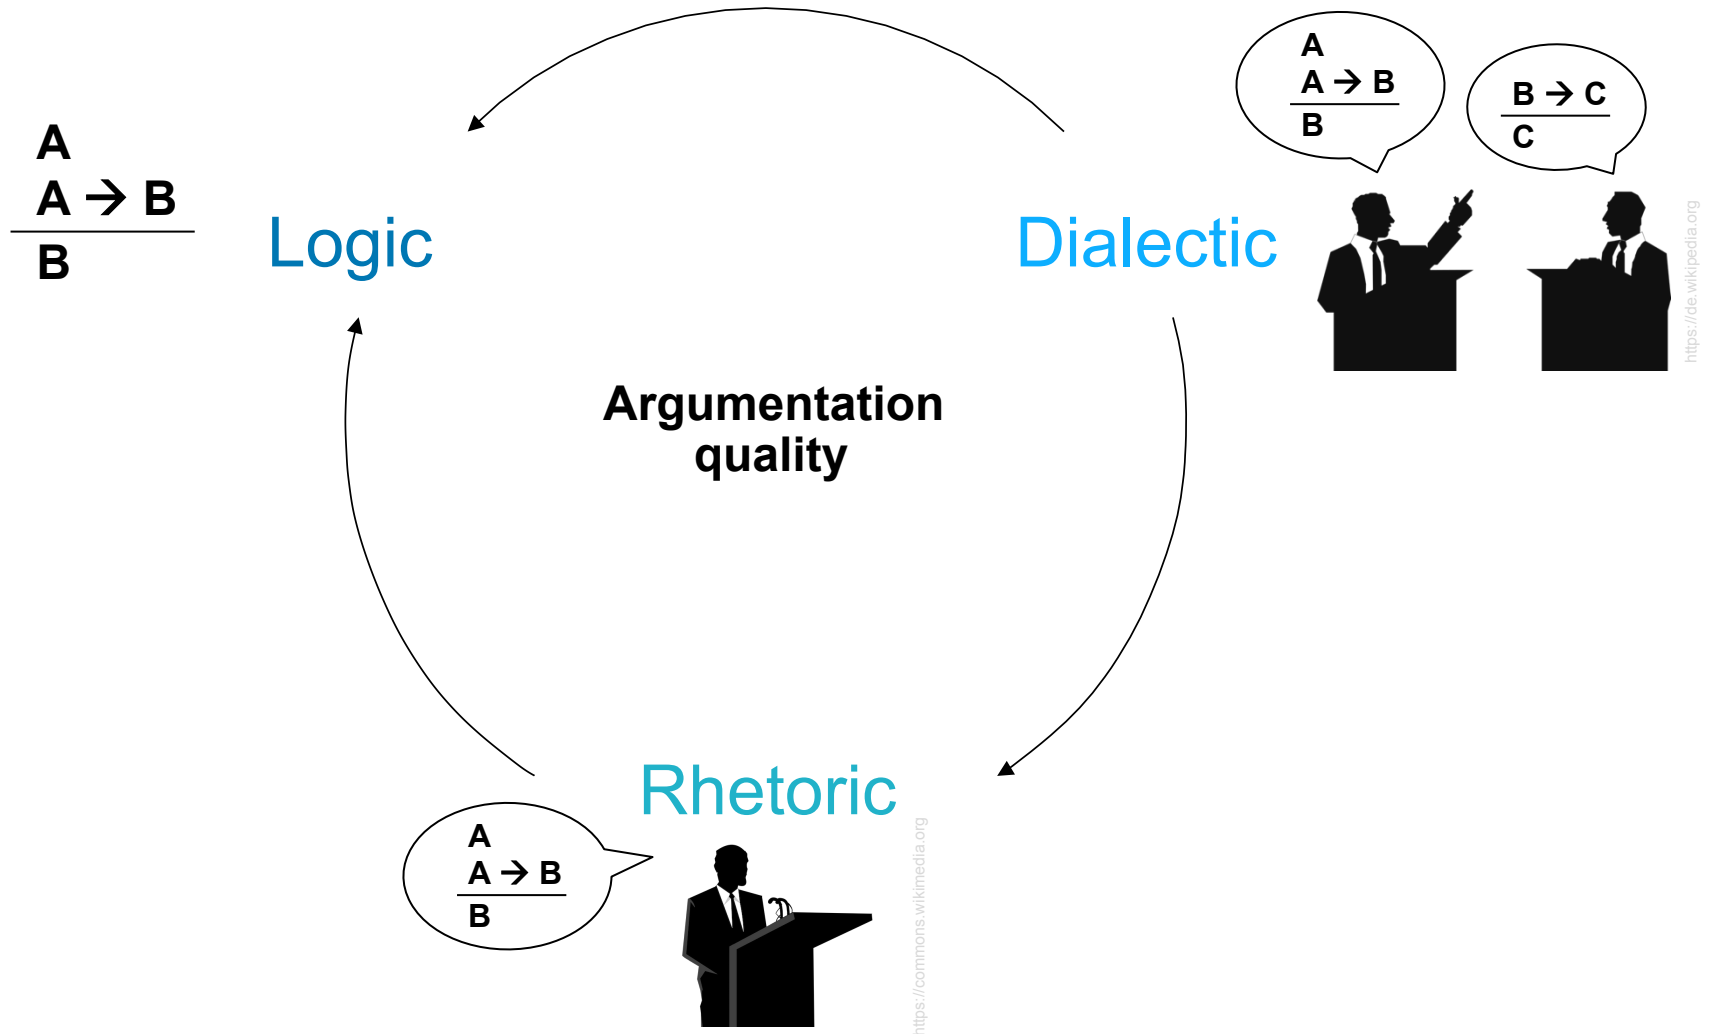 A
A → B
B
Logic
Dialectic
A
A → B
B
B → C
C
https://de.wikipedia.org
Argumentation
quality
Rhetoric
A
A → B
B
https://commons.wikimedia.org